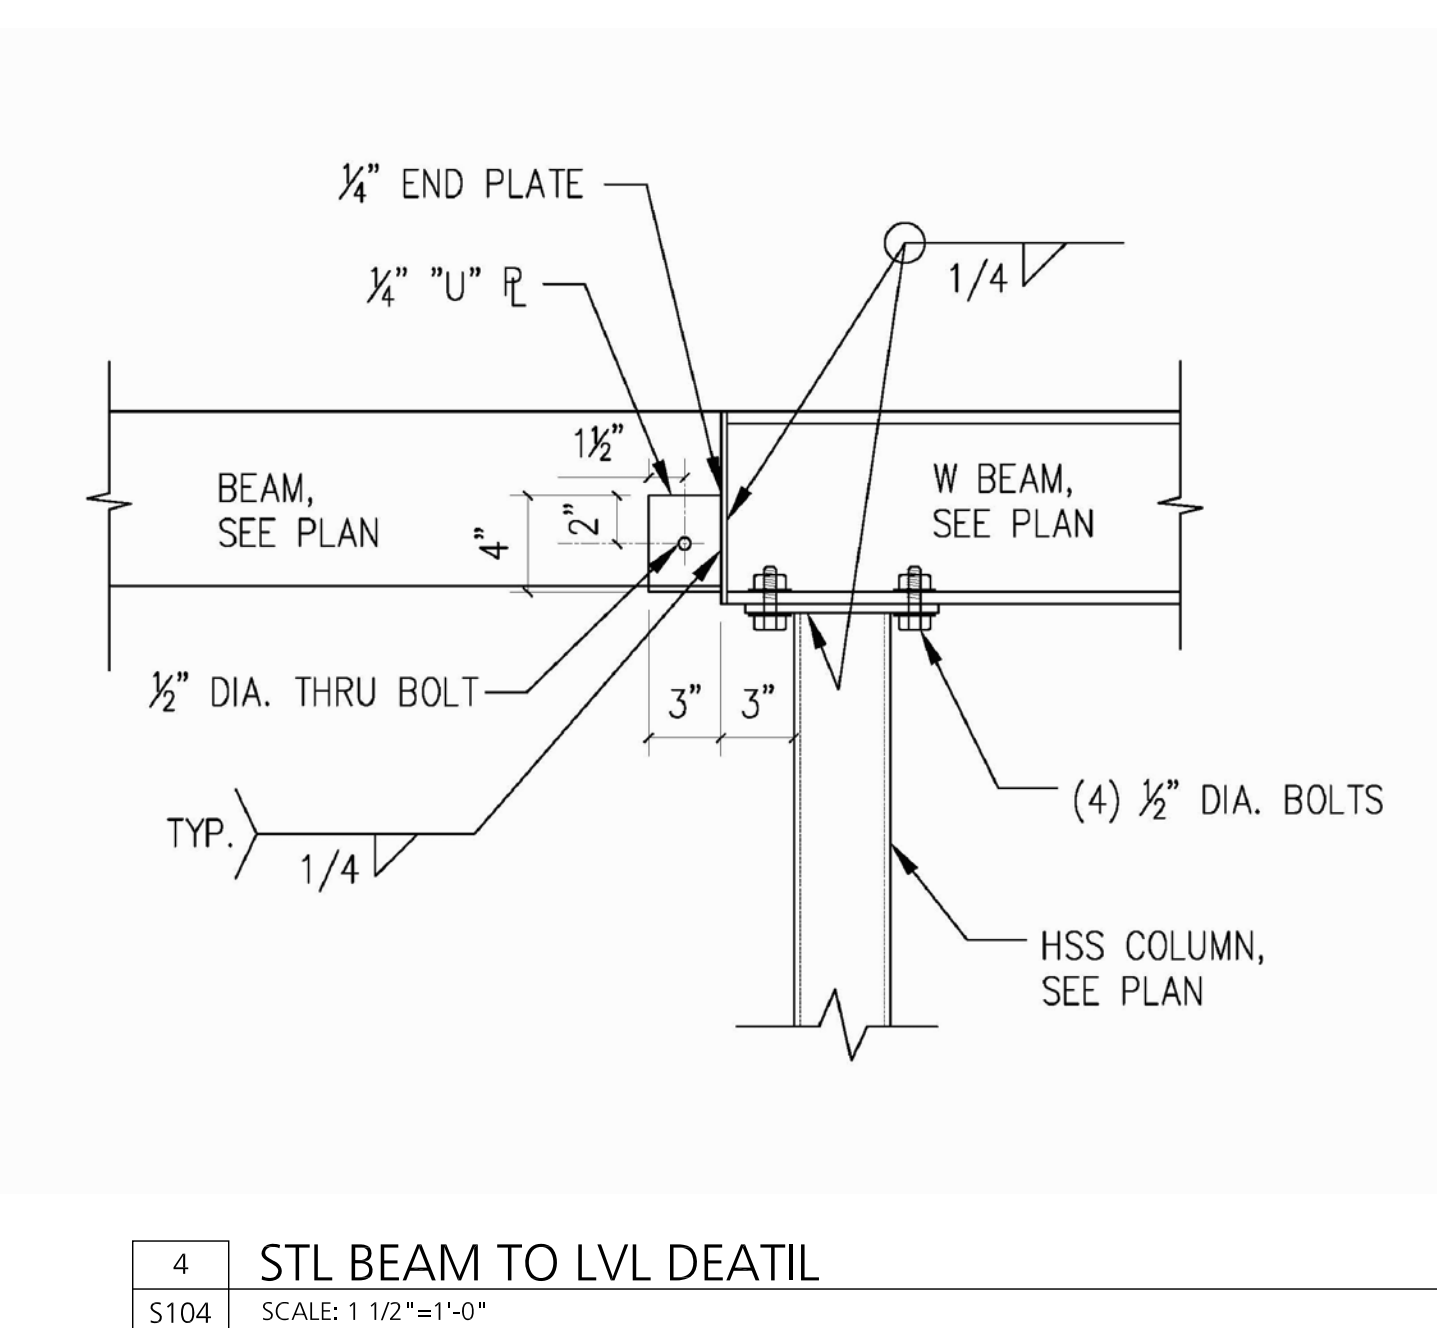 ¼” END PLATE
¼” ”U” ℙL
1/4
1½”
BEAM,
SEE PLAN
W BEAM,
SEE PLAN
4”
2”
½” DIA. THRU BOLT
3” 3”
TYP.
1/4
(4) ½” DIA. BOLTS
HSS COLUMN,
SEE PLAN
4
STL BEAM TO LVL DEATIL
S104
SCALE: 1 1/2"=1'-0"